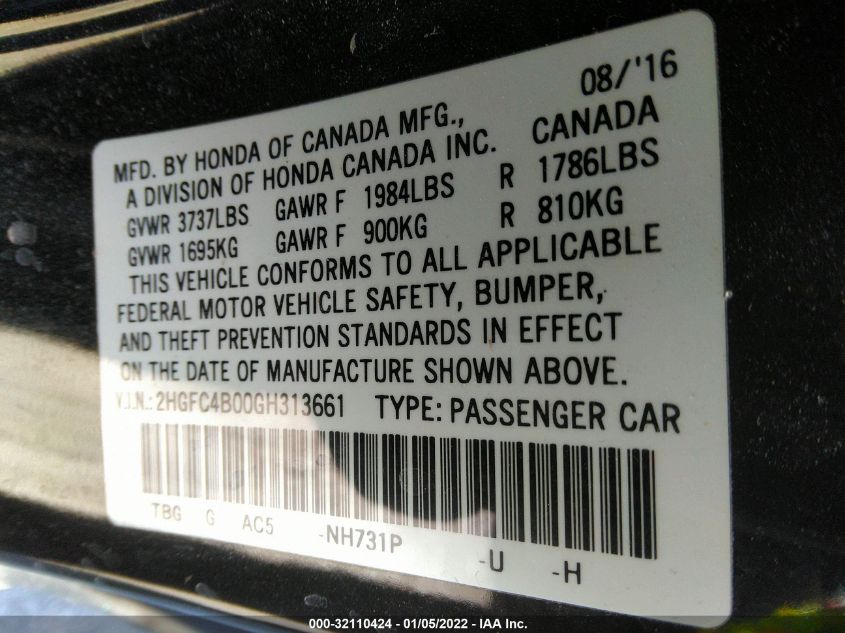 08/'16
MFD. BY HONDA OF CANADA MFG.,
A DIVISION OF HONDA CANADA INC. CANADA
GVWR 3737LBS GAWR F 1984LBS R 1786LBS
GVWR 1695KG GAWR F 900KG R 810KG
THIS VEHICLE CONFORMS TO ALL APPLICABLE
FEDERAL MOTOR VEHICLE SAFETY, BUMPER,
AND THEFT PREVENTION STANDARDS IN EFFECT
ON THE DATE OF MANUFACTURE SHOWN ABOVE.
V.I.N.:2HGFC4B00GH313661 TYPE: PASSENGER CAR
TBG G AC5 -NH731P -U -H
000-32110424 - 01/05/2022 - IAA Inc.